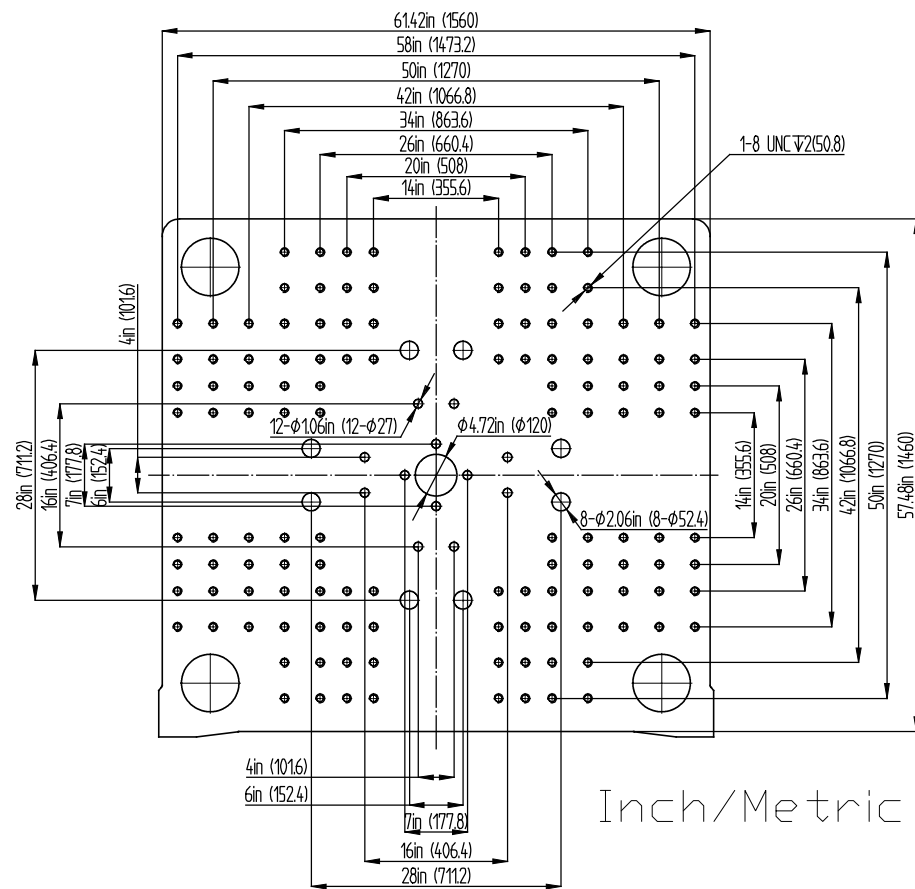 61.42in (1560)
58in (1473.2)
50in (1270)
42in (1066.8)
34in (863.6)
26in (660.4)
20in (508)
14in (355.6)
1-8 UNC↧2(50.8)
4in (101.6)
28in (711.2)
16in (406.4)
7in (177.8)
6in (152.4)
12-ϕ1.06in (12-ϕ27)
ϕ4.72in (ϕ120)
8-ϕ2.06in (8-ϕ52.4)
14in (355.6)
20in (508)
26in (660.4)
34in (863.6)
42in (1066.8)
50in (1270)
57.48in (1460)
4in (101.6)
6in (152.4)
7in (177.8)
16in (406.4)
28in (711.2)
Inch/Metric